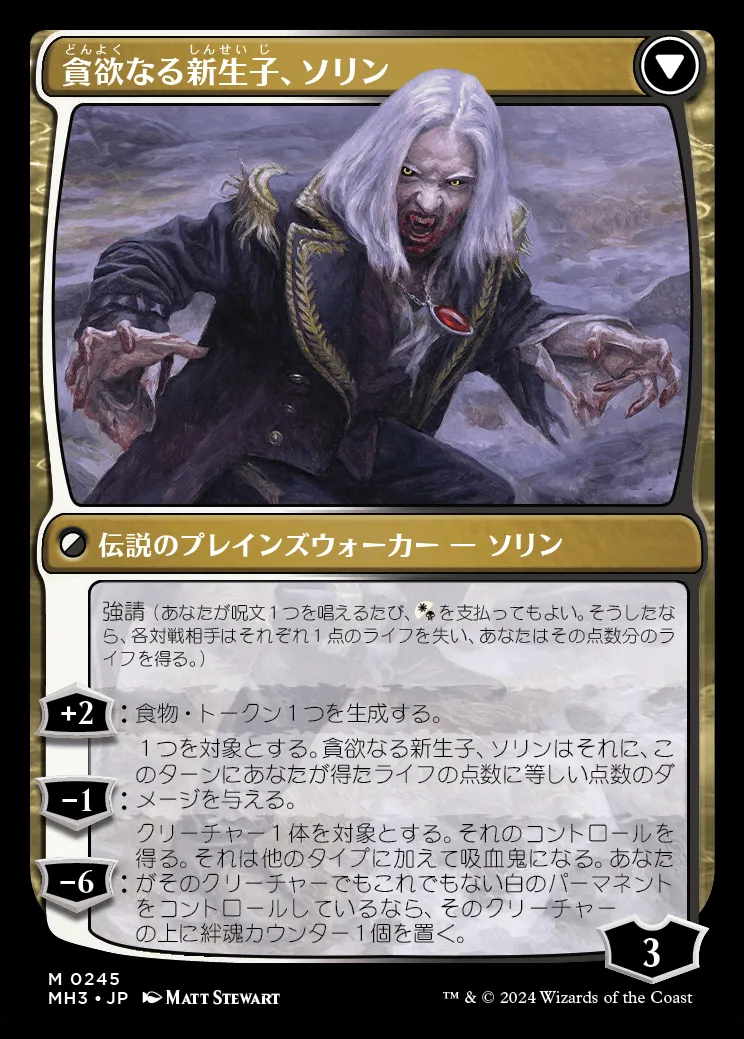 どんよく しんせいじ
貪欲なる新生子、ソリン
伝説のプレインズウォーカー ― ソリン
強請（あなたが呪文１つを唱えるたび、を支払ってもよい。そうしたな
ら、各対戦相手はそれぞれ１点のライフを失い、あなたはその点数分のラ
イフを得る。）
+2：食物・トークン１つを生成する。
１つを対象とする。貪欲なる新生子、ソリンはそれに、こ
のターンにあなたが得たライフの点数に等しい点数のダ
−1：メージを与える。
クリーチャー１体を対象とする。それのコントロールを
得る。それは他のタイプに加えて吸血鬼になる。あなた
−6：がそのクリーチャーでもこれでもない白のパーマネント
をコントロールしているなら、そのクリーチャー
の上に絆魂カウンター１個を置く。
3
M 0245
MH3 • JP MATT STEWART
™ & © 2024 Wizards of the Coast